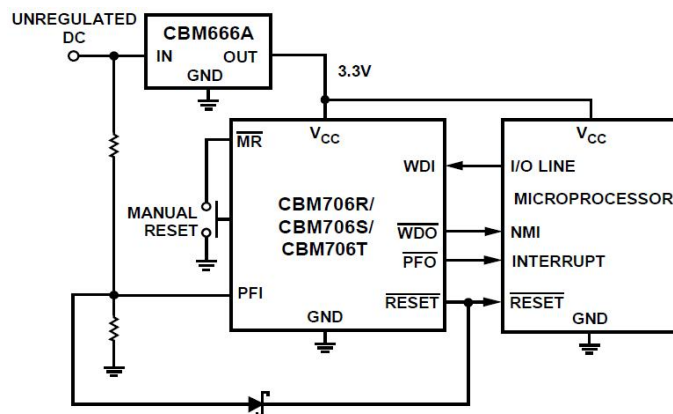 UNREGULATED
DC
CBM666A
IN
OUT
GND
3.3V
MR
VCC
WDI
CBM706R/
CBM706S/
CBM706T
MANUAL
RESET
WDO
PFO
PFI
RESET
GND
VCC
I/O LINE
MICROPROCESSOR
NMI
INTERRUPT
RESET
GND